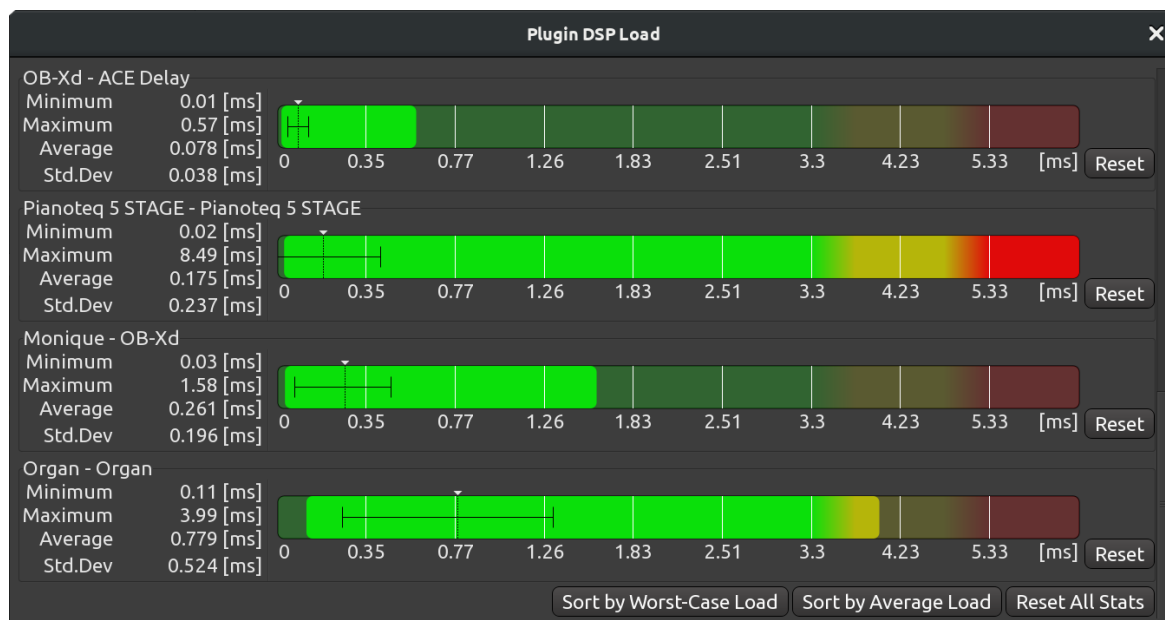 Plugin DSP Load ×
OB-Xd - ACE Delay
Minimum 0.01 [ms]
Maximum 0.57 [ms]
Average 0.078 [ms]
Std.Dev 0.038 [ms]
0 0.35 0.77 1.26 1.83 2.51 3.3 4.23 5.33 [ms] Reset
Pianoteq 5 STAGE - Pianoteq 5 STAGE
Minimum 0.02 [ms]
Maximum 8.49 [ms]
Average 0.175 [ms]
Std.Dev 0.237 [ms]
0 0.35 0.77 1.26 1.83 2.51 3.3 4.23 5.33 [ms] Reset
Monique - OB-Xd
Minimum 0.03 [ms]
Maximum 1.58 [ms]
Average 0.261 [ms]
Std.Dev 0.196 [ms]
0 0.35 0.77 1.26 1.83 2.51 3.3 4.23 5.33 [ms] Reset
Organ - Organ
Minimum 0.11 [ms]
Maximum 3.99 [ms]
Average 0.779 [ms]
Std.Dev 0.524 [ms]
0 0.35 0.77 1.26 1.83 2.51 3.3 4.23 5.33 [ms] Reset
Sort by Worst-Case Load Sort by Average Load Reset All Stats